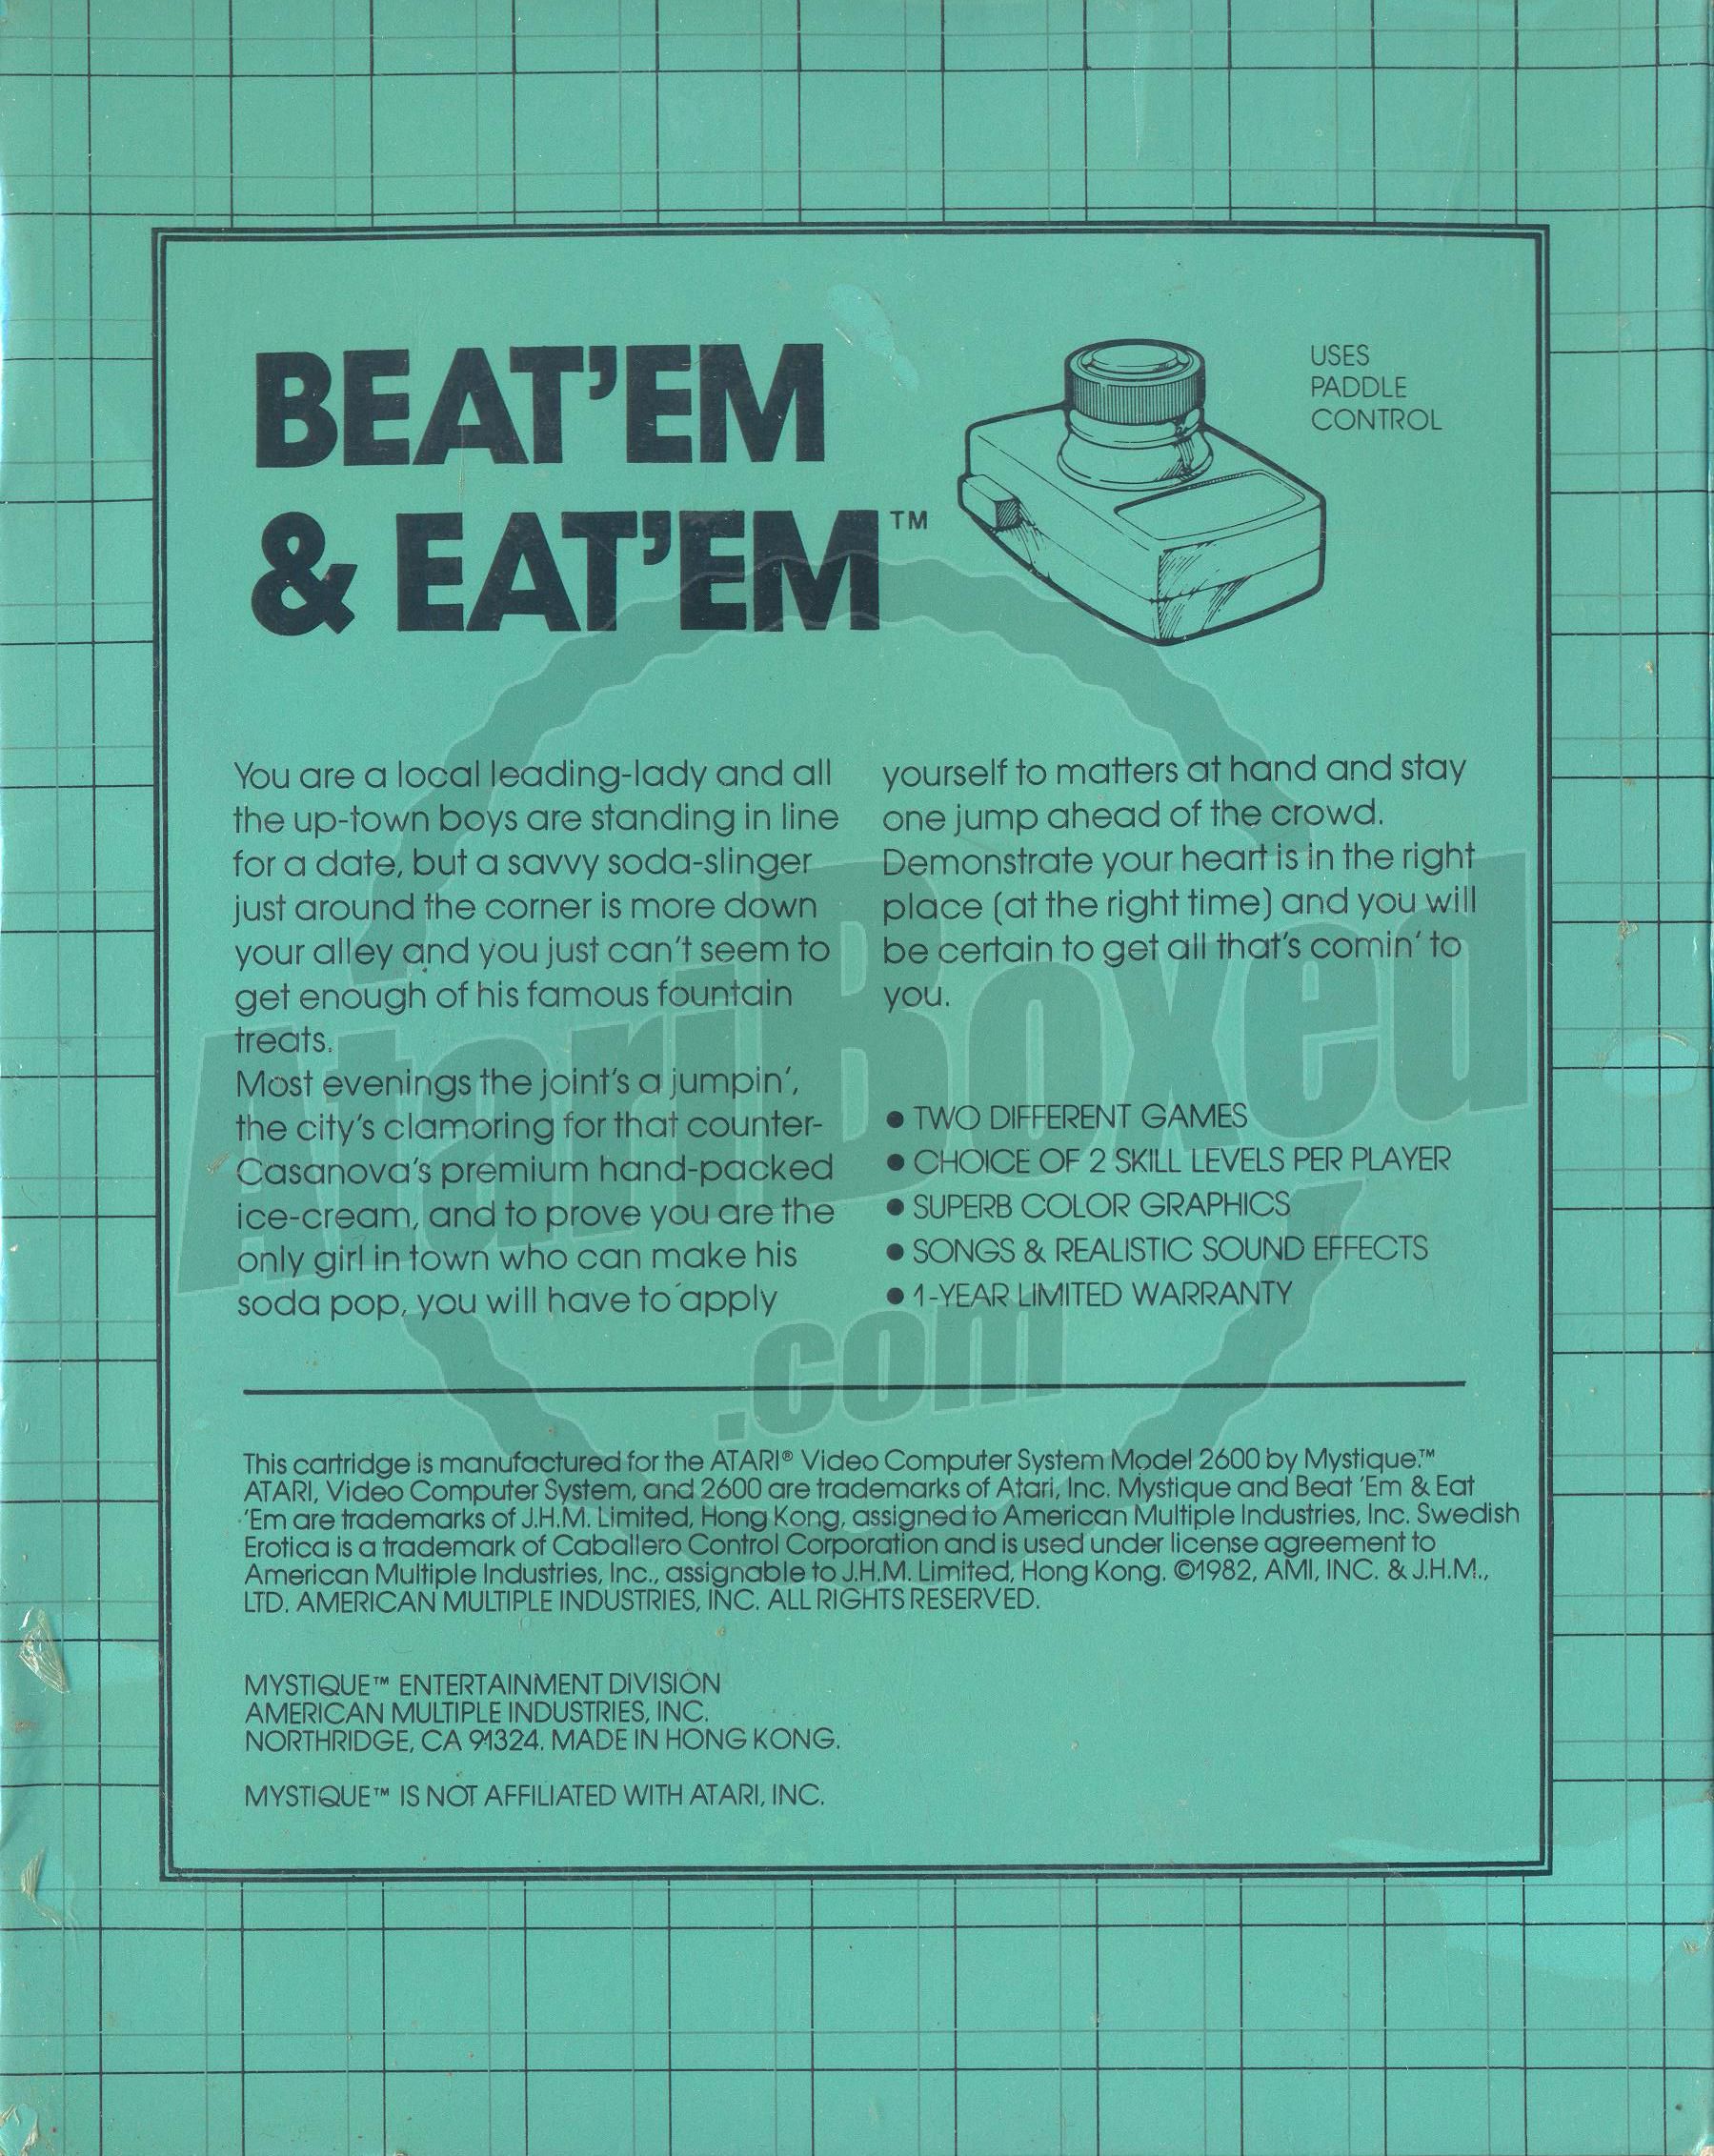 BEAT'EM
& EAT'EM™
USES
PADDLE
CONTROL
You are a local leading-lady and all
the up-town boys are standing in line
for a date, but a savvy soda-slinger
just around the corner is more down
your alley and you just can't seem to
get enough of his famous fountain
treats.
Most evenings the joint's a jumpin',
the city's clamoring for that counter-
Casanova's premium hand-packed
ice-cream, and to prove you are the
only girl in town who can make his
soda pop, you will have to apply
yourself to matters at hand and stay
one jump ahead of the crowd.
Demonstrate your heart is in the right
place (at the right time) and you will
be certain to get all that's comin' to
you.
● TWO DIFFERENT GAMES
● CHOICE OF 2 SKILL LEVELS PER PLAYER
● SUPERB COLOR GRAPHICS
● SONGS & REALISTIC SOUND EFFECTS
● 1-YEAR LIMITED WARRANTY
AtariBoxed
.com
This cartridge is manufactured for the ATARI® Video Computer System Model 2600 by Mystique.™
ATARI, Video Computer System, and 2600 are trademarks of Atari, Inc. Mystique and Beat 'Em & Eat
'Em are trademarks of J.H.M. Limited, Hong Kong, assigned to American Multiple Industries, Inc. Swedish
Erotica is a trademark of Caballero Control Corporation and is used under license agreement to
American Multiple Industries, Inc., assignable to J.H.M. Limited, Hong Kong. ©1982, AMI, INC. & J.H.M.,
LTD. AMERICAN MULTIPLE INDUSTRIES, INC. ALL RIGHTS RESERVED.
MYSTIQUE™ ENTERTAINMENT DIVISION
AMERICAN MULTIPLE INDUSTRIES, INC.
NORTHRIDGE, CA 91324. MADE IN HONG KONG.
MYSTIQUE™ IS NOT AFFILIATED WITH ATARI, INC.